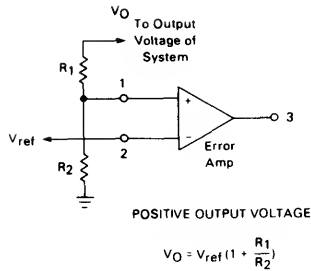 VO
To Output
Voltage of
System
R1
1
+
3
Vref
2
−
Error
Amp
R2
POSITIVE OUTPUT VOLTAGE
VO = Vref (1 + R1/R2)